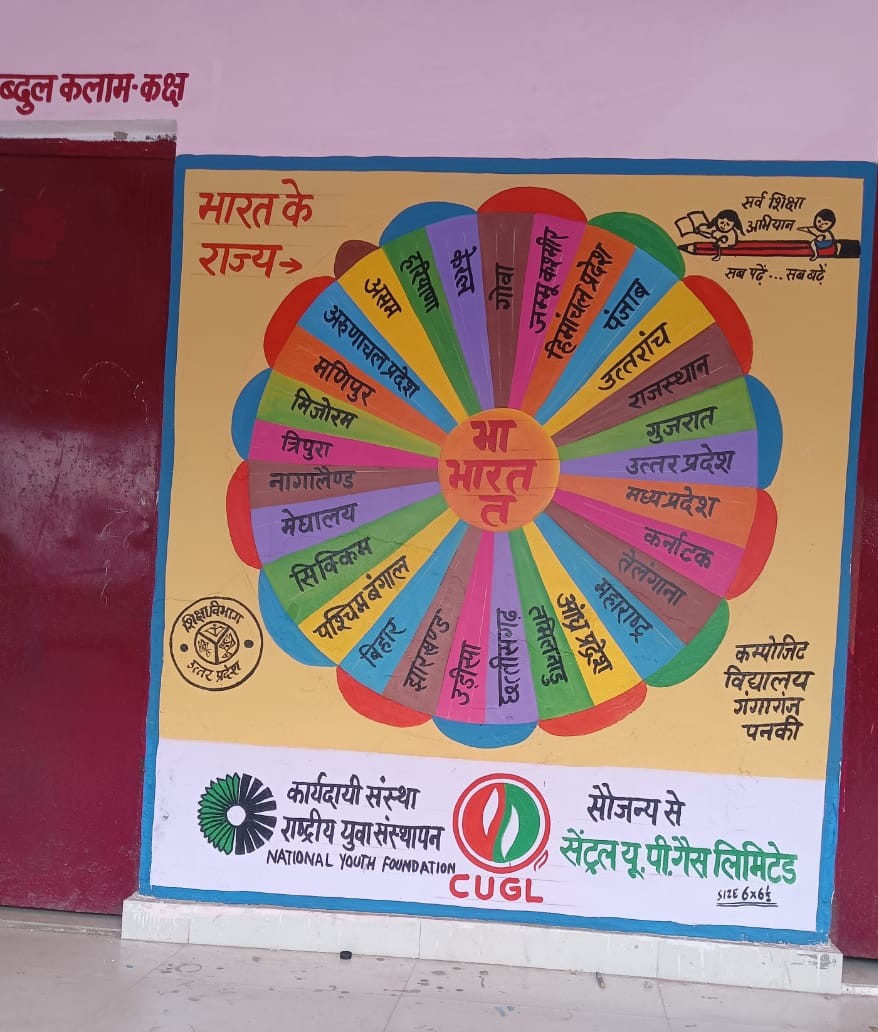 ब्दुल कलाम-कक्ष
भारत के
राज्य→
सर्व शिक्षा
अभियान
सब पढ़ें...सब बढ़ें
गोवा
जम्मू कश्मीर
हिमांचल प्रदेश
पंजाब
उत्तरांच
राजस्थान
गुजरात
उत्तर प्रदेश
मध्य प्रदेश
कर्नाटक
तेलंगाना
महाराष्ट्र
आंध्र प्रदेश
तमिलनाडु
छत्तीसगढ़
उड़ीसा
झारखण्ड
बिहार
पश्चिम बंगाल
सिक्किम
मेघालय
नागालैण्ड
त्रिपुरा
मिजोरम
मणिपुर
अरुणाचल प्रदेश
असम
हरियाणा
भा
भारत
त
शिक्षा विभाग
उत्तर प्रदेश
कम्पोजिट
विद्यालय
गंगागंज
पनकी
कार्यदायी संस्था
राष्ट्रीय युवा संस्थापन
NATIONAL YOUTH FOUNDATION
CUGL
सौजन्य से
सेंट्रल यू.पी.गैस लिमिटेड
SIZE 6x6½